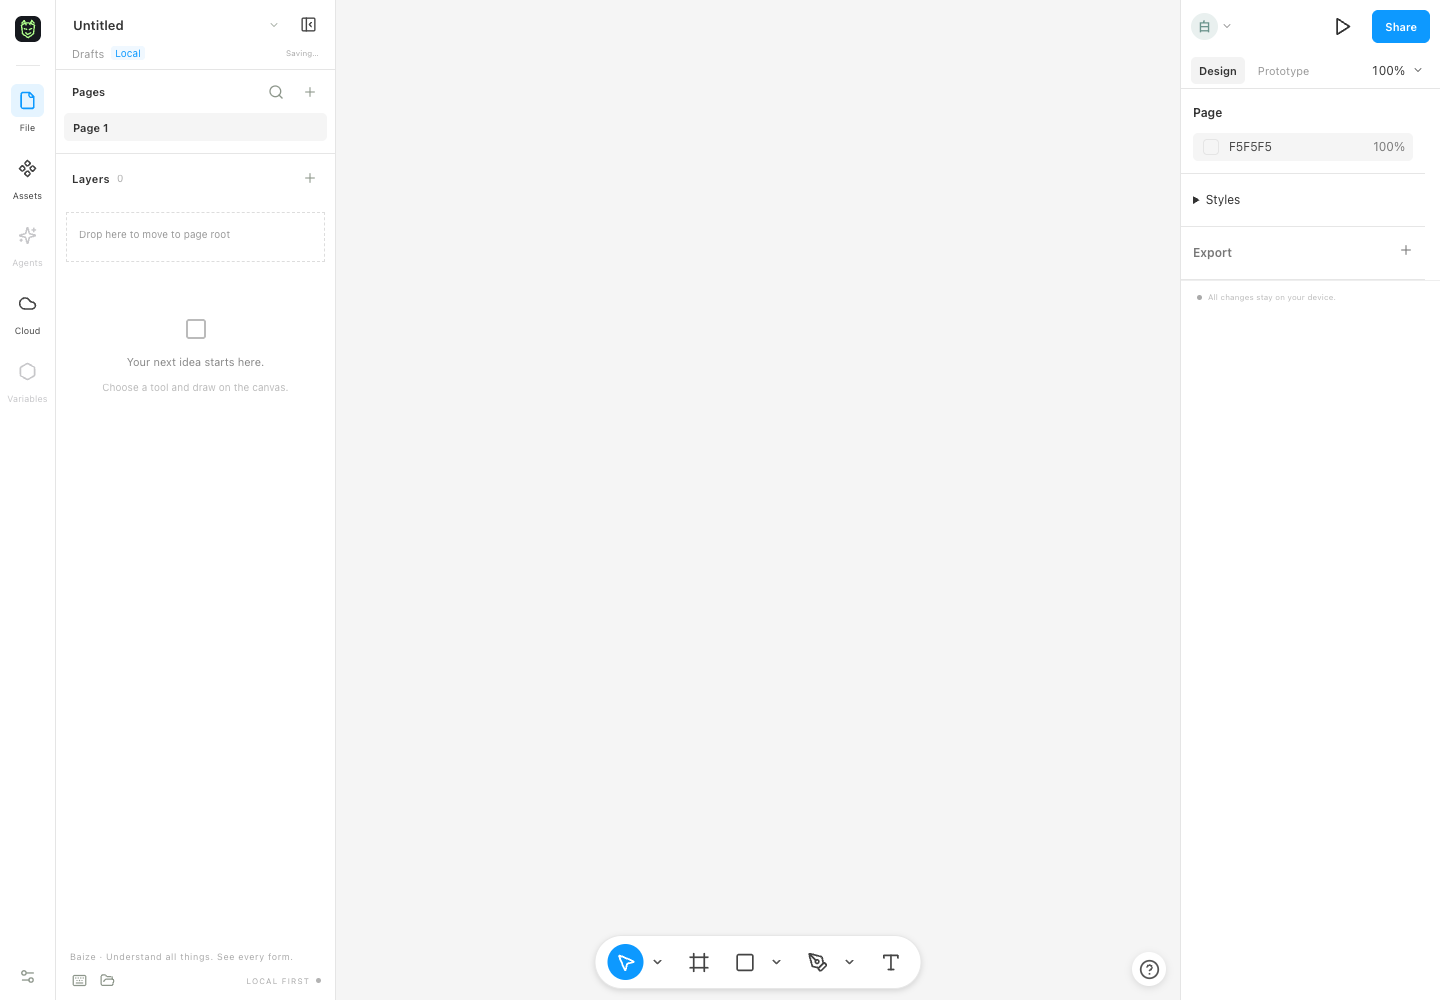 Untitled
Drafts Local Saving...
File
Assets
Agents
Cloud
Variables
Pages
Page 1
Layers 0
Drop here to move to page root
Your next idea starts here.
Choose a tool and draw on the canvas.
Baize · Understand all things. See every form.
LOCAL FIRST
白
Share
Design Prototype 100%
Page
F5F5F5 100%
Styles
Export
All changes stay on your device.